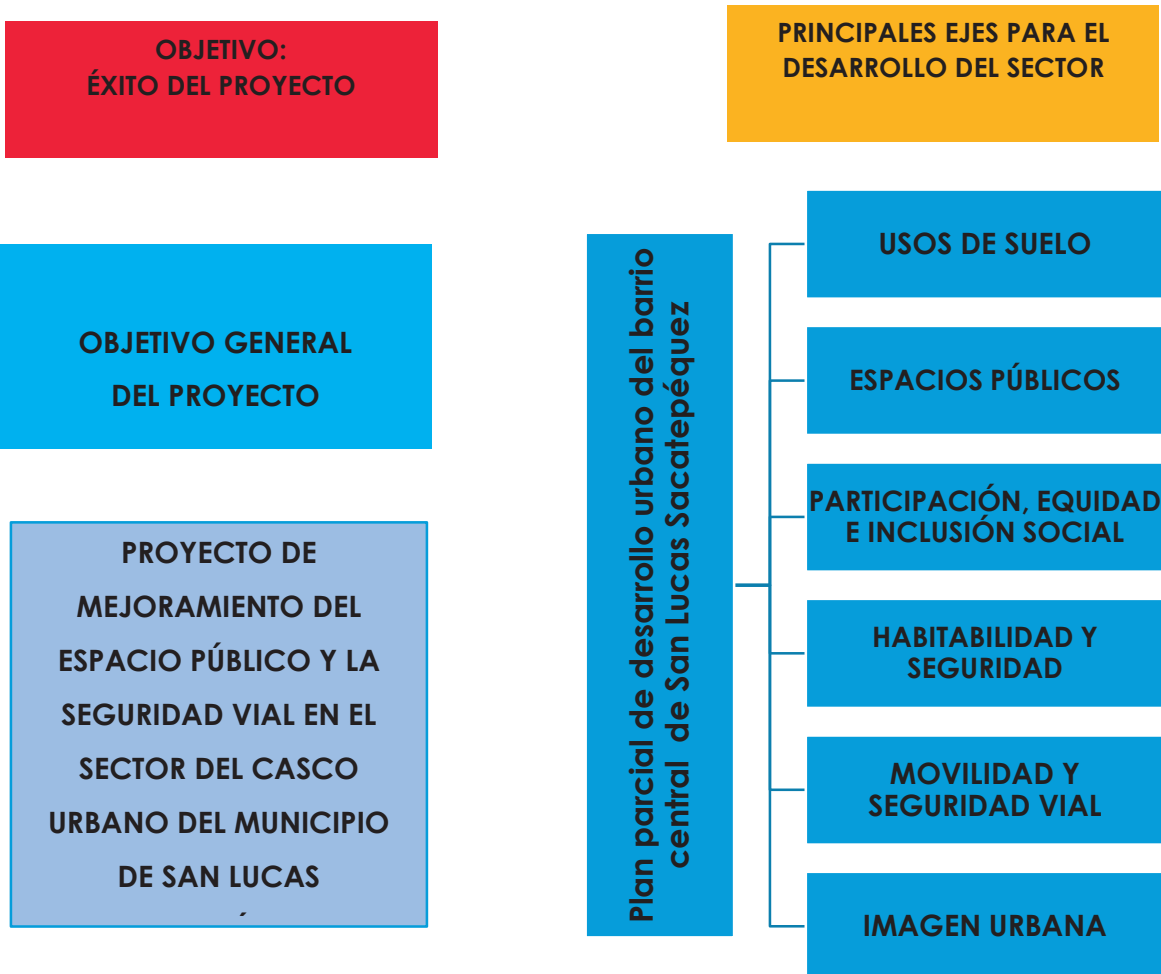 OBJETIVO:
ÉXITO DEL PROYECTO
OBJETIVO GENERAL
DEL PROYECTO
PROYECTO DE
MEJORAMIENTO DEL
ESPACIO PÚBLICO Y LA
SEGURIDAD VIAL EN EL
SECTOR DEL CASCO
URBANO DEL MUNICIPIO
DE SAN LUCAS
PRINCIPALES EJES PARA EL
DESARROLLO DEL SECTOR
Plan parcial de desarrollo urbano del barrio
central de San Lucas Sacatepéquez
USOS DE SUELO
ESPACIOS PÚBLICOS
PARTICIPACIÓN, EQUIDAD
E INCLUSIÓN SOCIAL
HABITABILIDAD Y
SEGURIDAD
MOVILIDAD Y
SEGURIDAD VIAL
IMAGEN URBANA